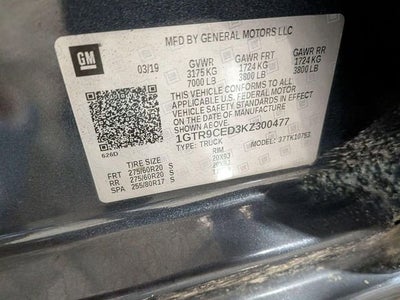 MFD BY GENERAL MOTORS LLC
GM
03/19
GVWR GAWR FRT GAWR RR
3175 KG 1724 KG 1724 KG
7000 LB 3800 LB 3800 LB
THIS VEHICLE CONFORMS TO ALL
APPLICABLE U.S. FEDERAL MOTOR
VEHICLE SAFETY STANDARDS IN EFFECT
ON THE DATE OF MANUFACTURE
SHOWN ABOVE.
1GTR9CED3KZ300477
626D
TYPE: TRUCK
MODEL:
TIRE SIZE RIM
FRT 275/60R20 S 20X9J
RR 275/60R20 S
SPA 255/80R17 S